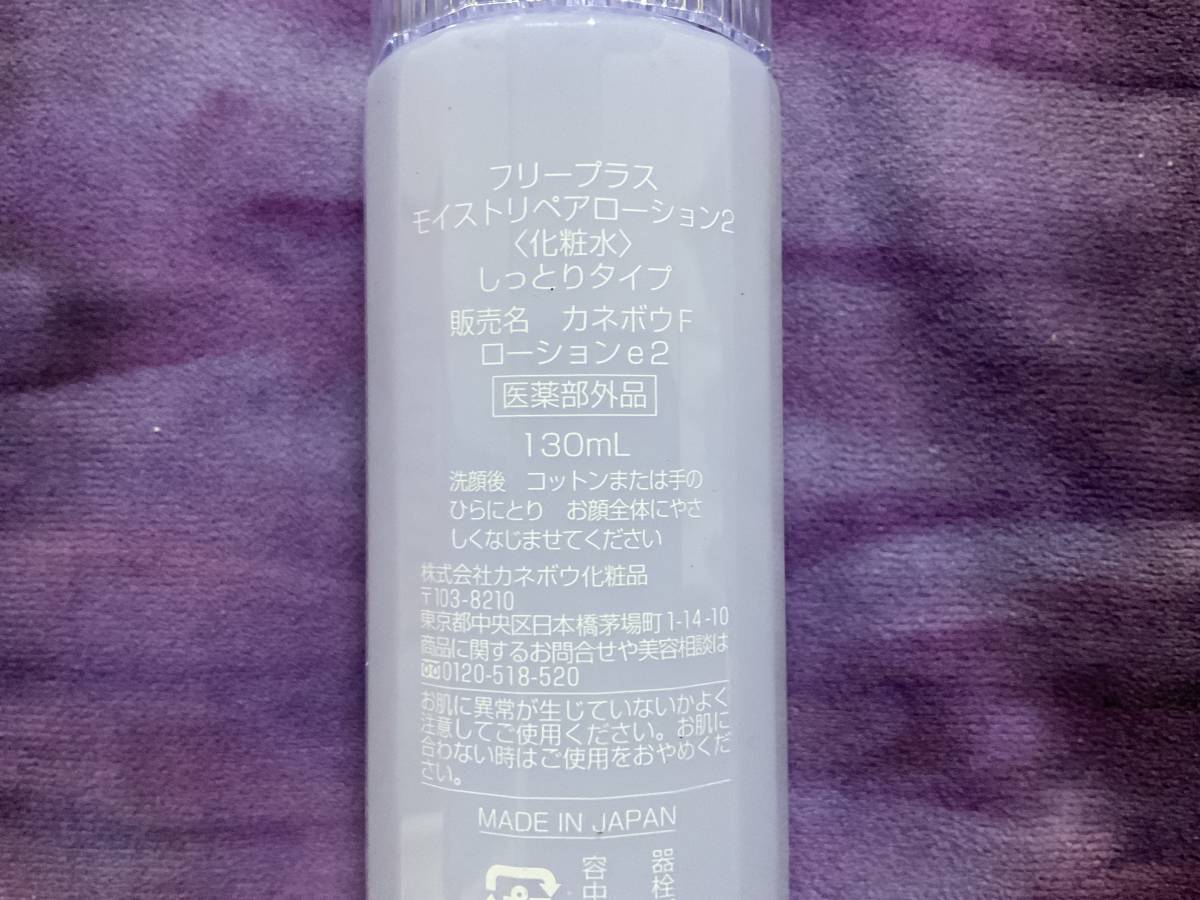 フリープラス
モイストリペアローション2
〈化粧水〉
しっとりタイプ
販売名 カネボウF
ローションe2
医薬部外品
130mL
洗顔後 コットンまたは手の
ひらにとり お顔全体にやさ
しくなじませてください
株式会社カネボウ化粧品
〒103-8210
東京都中央区日本橋茅場町1-14-10
商品に関するお問合せや美容相談は
0120-518-520
お肌に異常が生じていないかよく
注意してご使用ください。お肌に
合わない時はご使用をおやめくだ
さい。
MADE IN JAPAN
器栓
容中